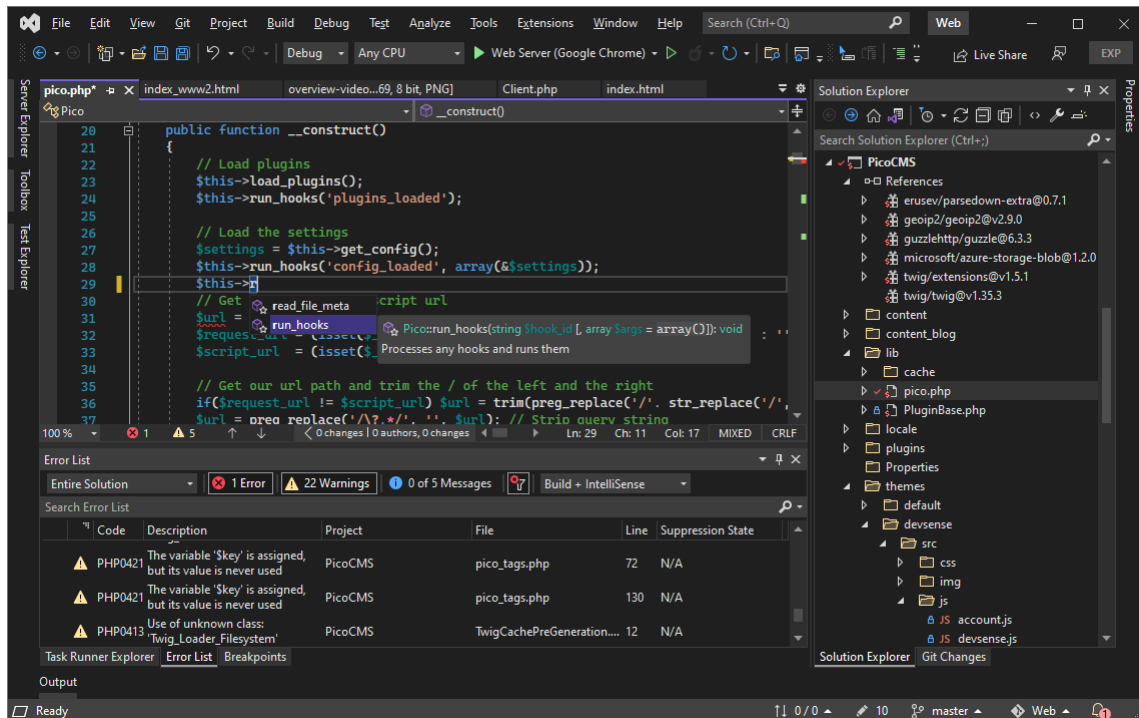 File Edit View Git Project Build Debug Test Analyze Tools Extensions Window Help Search (Ctrl+Q) Web
Debug Any CPU Web Server (Google Chrome) Live Share EXP
Server Explorer
Toolbox
Test Explorer
pico.php* index_www2.html overview-video...69, 8 bit, PNG] Client.php index.html
Pico __construct()
20 public function __construct()
21 {
22 // Load plugins
23 $this->load_plugins();
24 $this->run_hooks('plugins_loaded');
25
26 // Load the settings
27 $settings = $this->get_config();
28 $this->run_hooks('config_loaded', array(&$settings));
29 $this->r
30 // Get cript url
31 $url =
$request_url = (isset($_ : ''
33 $script_url = (isset($_
34
35 // Get our url path and trim the / of the left and the right
36 if($request_url != $script_url) $url = trim(preg_replace('/'. str_replace('/',
37 $url = preg_replace('/\?.*/', '', $url); // Strip query string
read_file_meta
run_hooks
Pico::run_hooks(string $hook_id [, array $args = array()]): void
Processes any hooks and runs them
100 % 1 5 0 changes | 0 authors, 0 changes Ln: 29 Ch: 11 Col: 17 MIXED CRLF
Error List
Entire Solution 1 Error 22 Warnings 0 of 5 Messages Build + IntelliSense
Search Error List
Code Description Project File Line Suppression State
PHP0421 The variable '$key' is assigned, but its value is never used PicoCMS pico_tags.php 72 N/A
PHP0421 The variable '$key' is assigned, but its value is never used PicoCMS pico_tags.php 130 N/A
PHP0413 Use of unknown class: 'Twig_Loader_Filesystem' PicoCMS TwigCachePreGeneration.... 12 N/A
Task Runner Explorer Error List Breakpoints
Output
Solution Explorer
Search Solution Explorer (Ctrl+;)
PicoCMS
References
erusev/parsedown-extra@0.7.1
geoip2/geoip2@v2.9.0
guzzlehttp/guzzle@6.3.3
microsoft/azure-storage-blob@1.2.0
twig/extensions@v1.5.1
twig/twig@v1.35.3
content
content_blog
lib
cache
pico.php
PluginBase.php
locale
plugins
Properties
themes
default
devsense
src
css
img
js
JS account.js
JS devsense.js
Solution Explorer Git Changes
Properties
Ready 0 / 0 10 master Web 1